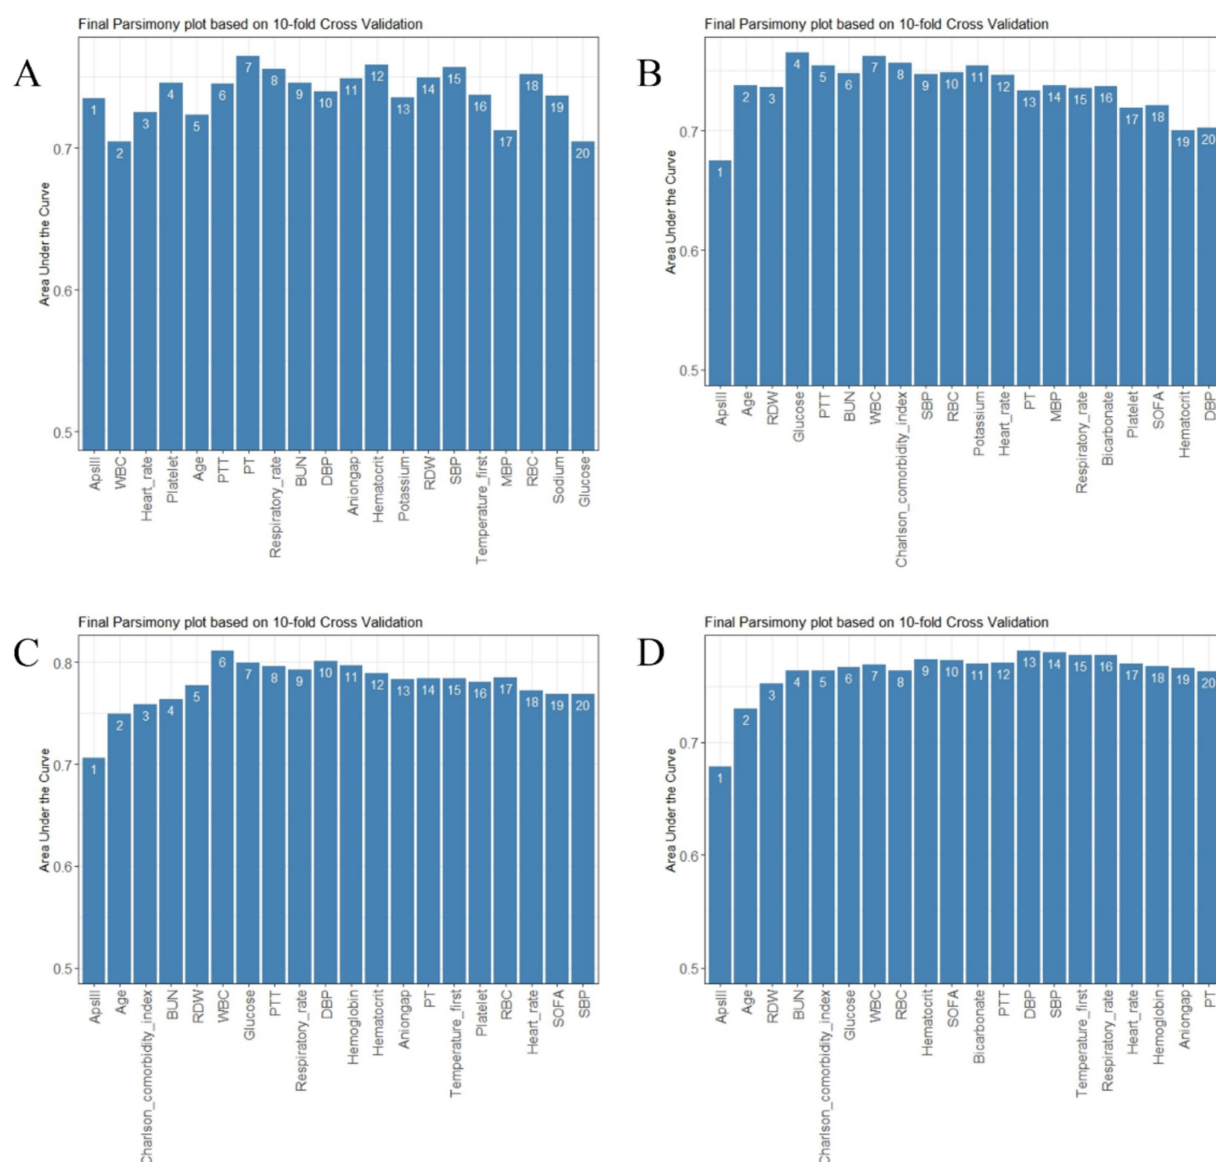 A
Final Parsimony plot based on 10-fold Cross Validation
Area Under the Curve
0.7
0.6
0.5
1 2 3 4 5 6 7 8 9 10 11 12 13 14 15 16 17 18 19 20
ApsIII
WBC
Heart_rate
Platelet
Age
PTT
PT
Respiratory_rate
BUN
DBP
Aniongap
Hematocrit
Potassium
RDW
SBP
Temperature_first
MBP
RBC
Sodium
Glucose
B
Final Parsimony plot based on 10-fold Cross Validation
Area Under the Curve
0.7
0.6
0.5
1 2 3 4 5 6 7 8 9 10 11 12 13 14 15 16 17 18 19 20
ApsIII
Age
RDW
Glucose
PTT
BUN
WBC
Charlson_comorbidity_index
SBP
RBC
Potassium
Heart_rate
PT
MBP
Respiratory_rate
Bicarbonate
Platelet
SOFA
Hematocrit
DBP
C
Final Parsimony plot based on 10-fold Cross Validation
Area Under the Curve
0.8
0.7
0.6
0.5
1 2 3 4 5 6 7 8 9 10 11 12 13 14 15 16 17 18 19 20
ApsIII
Age
Charlson_comorbidity_index
BUN
RDW
WBC
Glucose
PTT
Respiratory_rate
DBP
Hemoglobin
Hematocrit
Aniongap
PT
Temperature_first
Platelet
RBC
Heart_rate
SOFA
SBP
D
Final Parsimony plot based on 10-fold Cross Validation
Area Under the Curve
0.7
0.6
0.5
1 2 3 4 5 6 7 8 9 10 11 12 13 14 15 16 17 18 19 20
ApsIII
Age
RDW
BUN
Charlson_comorbidity_index
Glucose
WBC
RBC
Hematocrit
SOFA
Bicarbonate
PTT
DBP
SBP
Temperature_first
Respiratory_rate
Heart_rate
Hemoglobin
Aniongap
PT